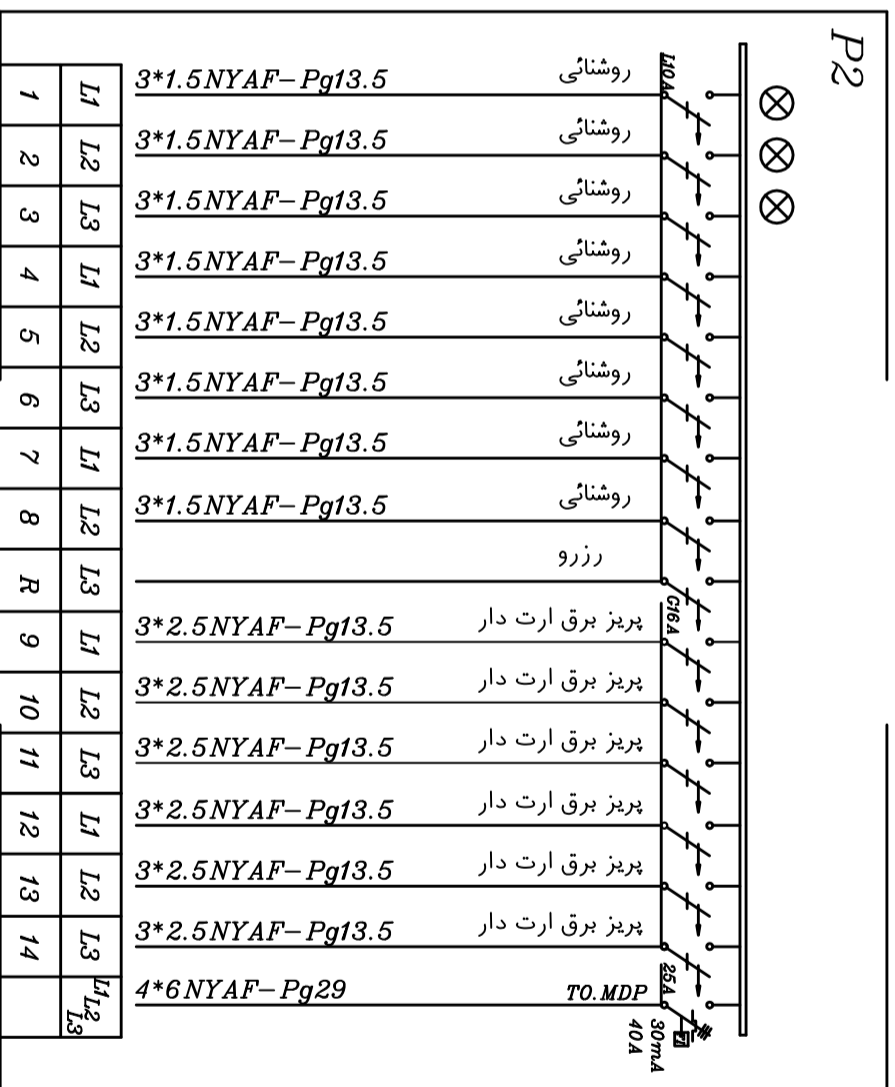 P2
L10A
1 L1 3*1.5NYAF-Pg13.5 روشنائی
2 L2 3*1.5NYAF-Pg13.5 روشنائی
3 L3 3*1.5NYAF-Pg13.5 روشنائی
4 L1 3*1.5NYAF-Pg13.5 روشنائی
5 L2 3*1.5NYAF-Pg13.5 روشنائی
6 L3 3*1.5NYAF-Pg13.5 روشنائی
7 L1 3*1.5NYAF-Pg13.5 روشنائی
8 L2 3*1.5NYAF-Pg13.5 روشنائی
R L3 رزرو
G16A
9 L1 3*2.5NYAF-Pg13.5 پریز برق ارت دار
10 L2 3*2.5NYAF-Pg13.5 پریز برق ارت دار
11 L3 3*2.5NYAF-Pg13.5 پریز برق ارت دار
12 L1 3*2.5NYAF-Pg13.5 پریز برق ارت دار
13 L2 3*2.5NYAF-Pg13.5 پریز برق ارت دار
14 L3 3*2.5NYAF-Pg13.5 پریز برق ارت دار
L1 L2 L3 4*6NYAF-Pg29 TO.MDP 25A
30mA
40A